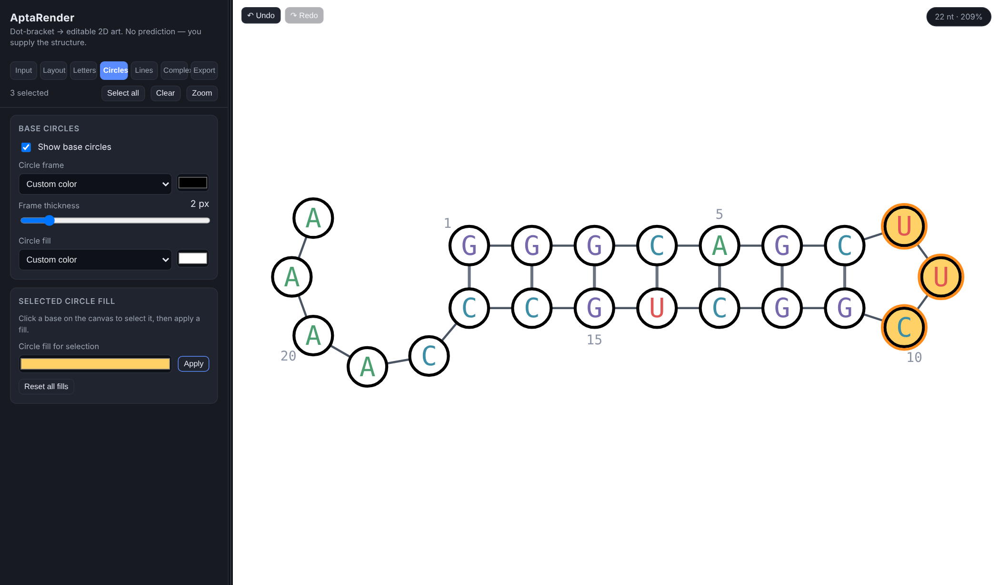 AptaRender
Dot-bracket → editable 2D art. No prediction — you
supply the structure.
Input Layout Letters Circles Lines Complex Export
3 selected Select all Clear Zoom
BASE CIRCLES
Show base circles
Circle frame
Custom color
Frame thickness 2 px
Circle fill
Custom color
SELECTED CIRCLE FILL
Click a base on the canvas to select it, then apply a
fill.
Circle fill for selection
Apply
Reset all fills
↶ Undo ↷ Redo
22 nt · 209%
A
1 5
G G G C A G C U
A U
C C G U C G G C
A
15
20 10
A C